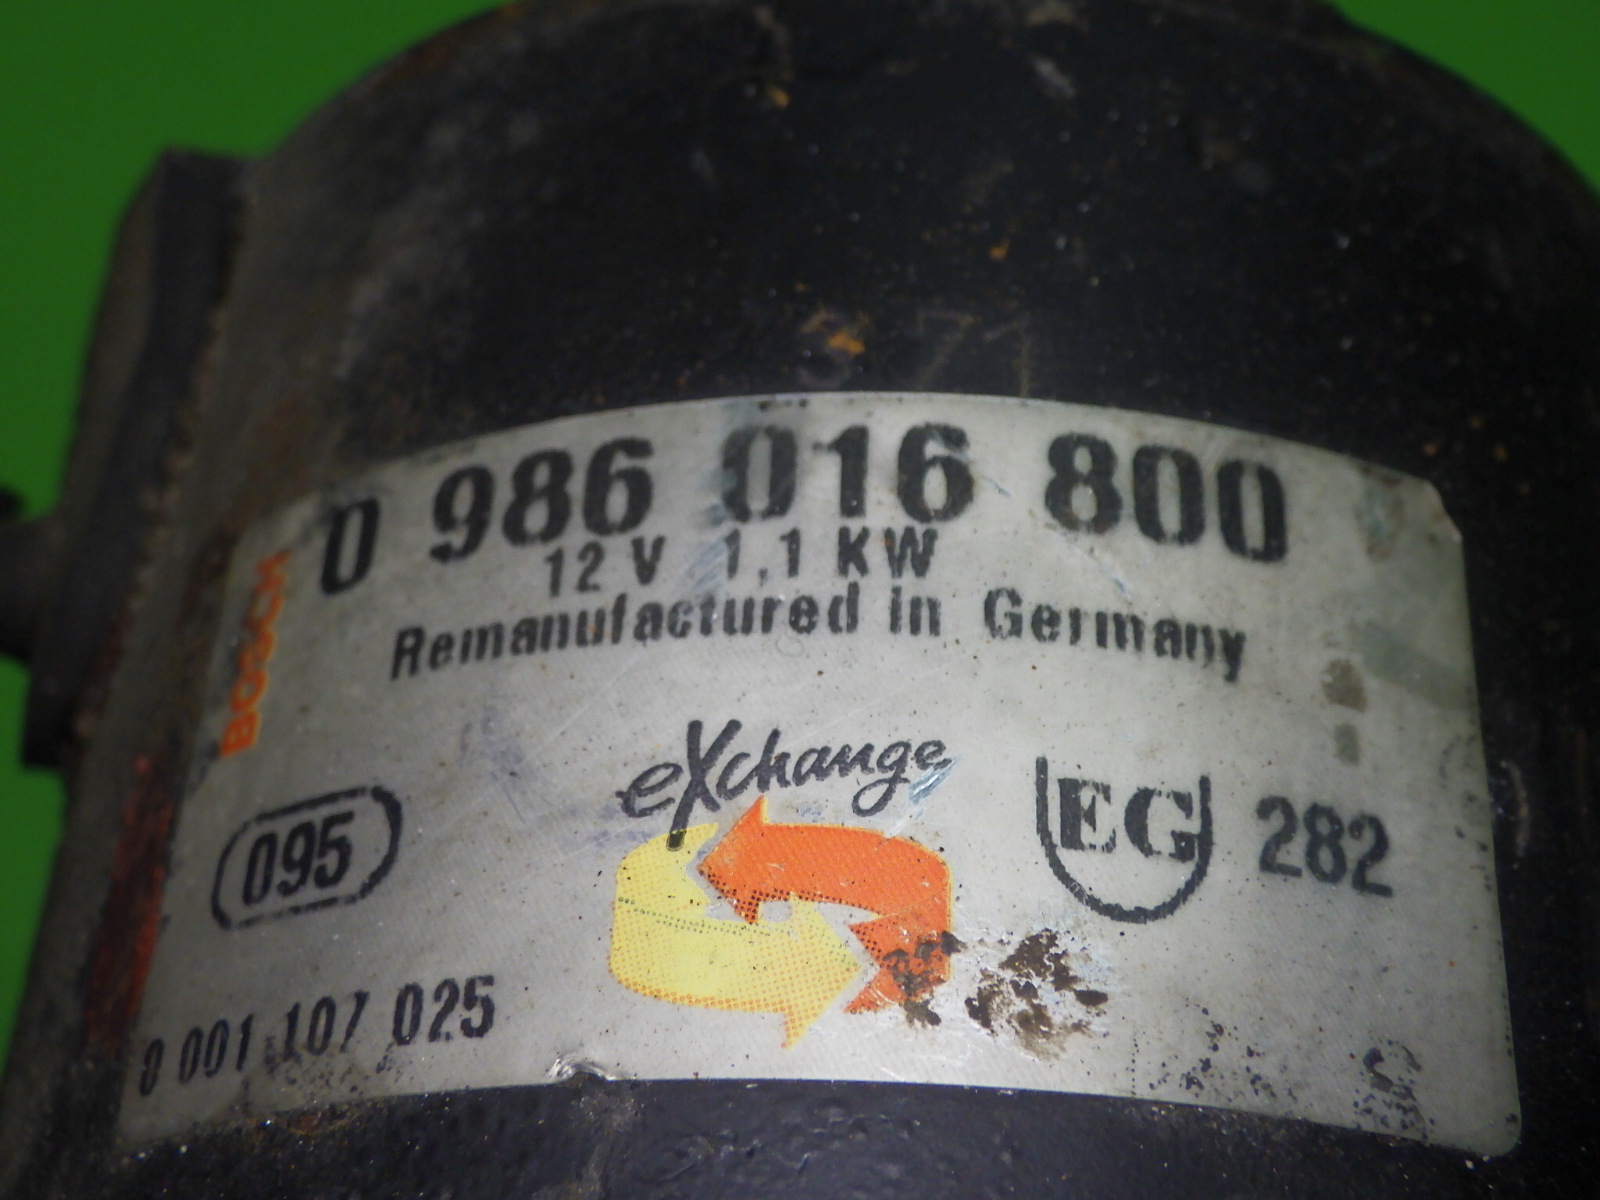 0 986 016 800
12 V 1,1 KW
Remanufactured in Germany
BOSCH
eXchange
095
EG 282
0 001 107 025